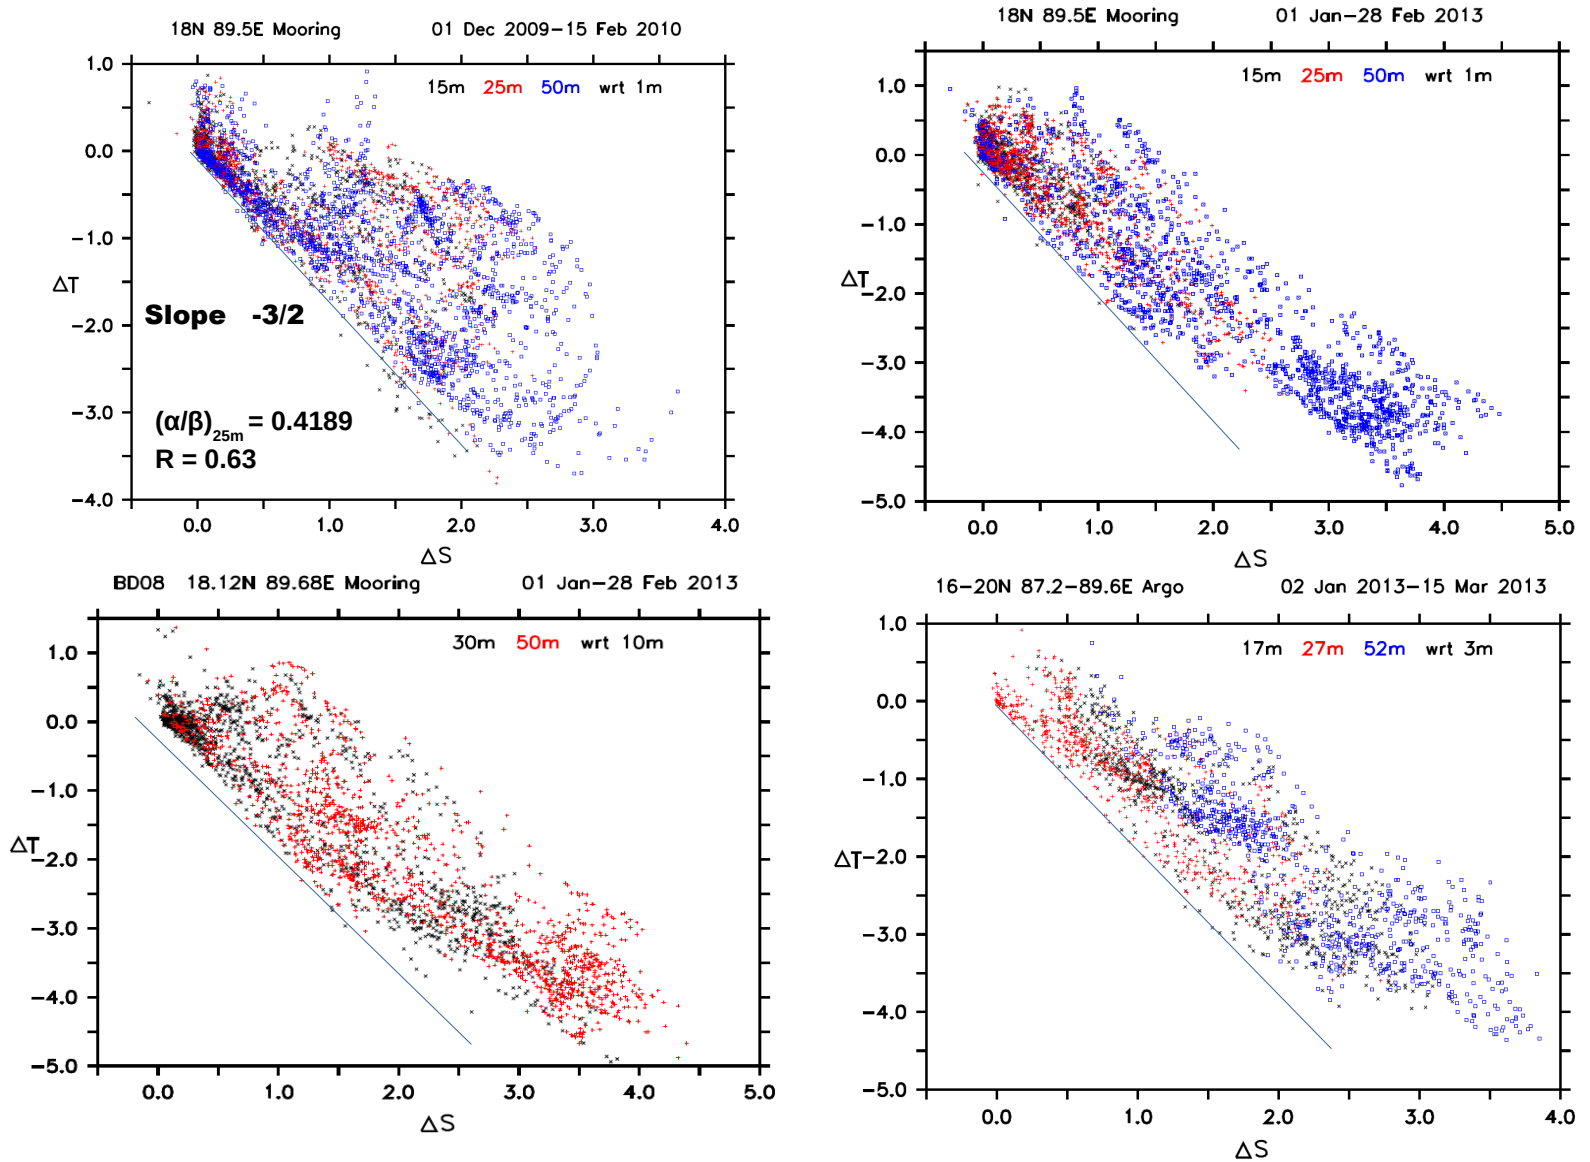 18N 89.5E Mooring 01 Dec 2009−15 Feb 2010
15m 25m 50m wrt 1m
1.0
0.0
−1.0
−2.0
−3.0
−4.0
ΔT
Slope -3/2
(α/β)25m = 0.4189
R = 0.63
0.0 1.0 2.0 3.0 4.0
ΔS
18N 89.5E Mooring 01 Jan−28 Feb 2013
15m 25m 50m wrt 1m
1.0
0.0
−1.0
ΔT
−2.0
−3.0
−4.0
−5.0
0.0 1.0 2.0 3.0 4.0 5.0
ΔS
BD08 18.12N 89.68E Mooring 01 Jan−28 Feb 2013
30m 50m wrt 10m
1.0
0.0
−1.0
ΔT
−2.0
−3.0
−4.0
−5.0
0.0 1.0 2.0 3.0 4.0 5.0
ΔS
16−20N 87.2−89.6E Argo 02 Jan 2013−15 Mar 2013
17m 27m 52m wrt 3m
1.0
0.0
−1.0
ΔT
−2.0
−3.0
−4.0
−5.0
0.0 1.0 2.0 3.0 4.0
ΔS